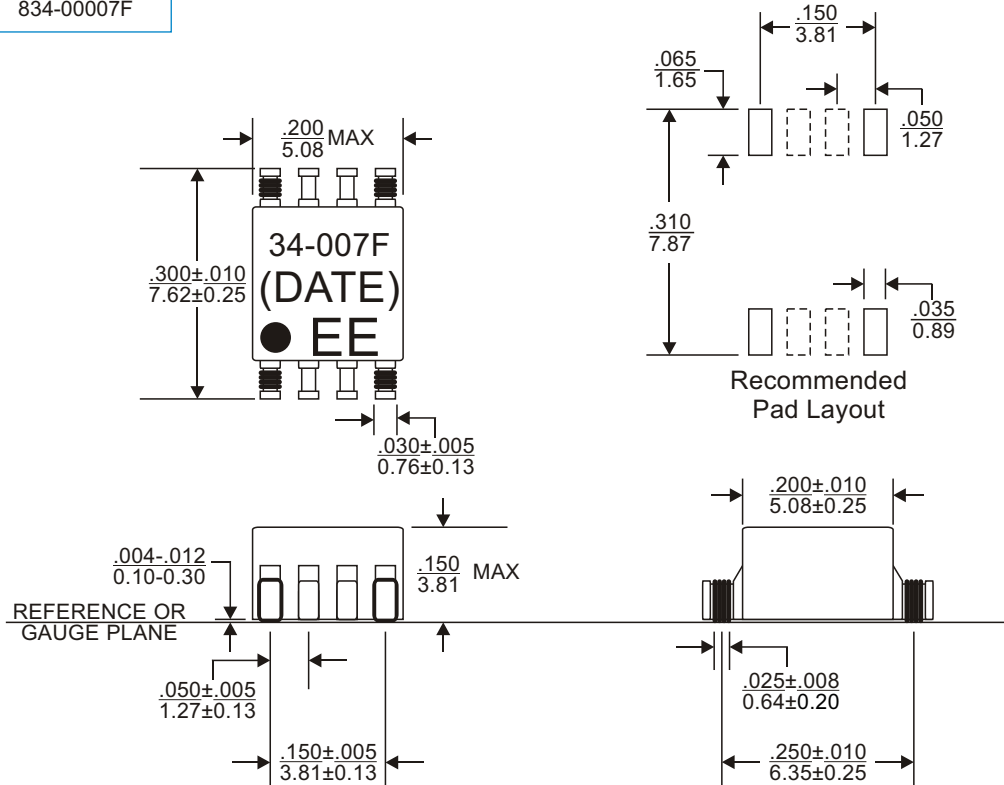 834-00007F
.150
3.81
.065
1.65
.050
1.27
.200 MAX
5.08
34-007F
(DATE)
EE
.300±.010
7.62±0.25
.310
7.87
.035
0.89
Recommended
Pad Layout
.030±.005
0.76±0.13
.200±.010
5.08±0.25
.004-.012
0.10-0.30
.150 MAX
3.81
REFERENCE OR
GAUGE PLANE
.050±.005
1.27±0.13
.025±.008
0.64±0.20
.150±.005
3.81±0.13
.250±.010
6.35±0.25